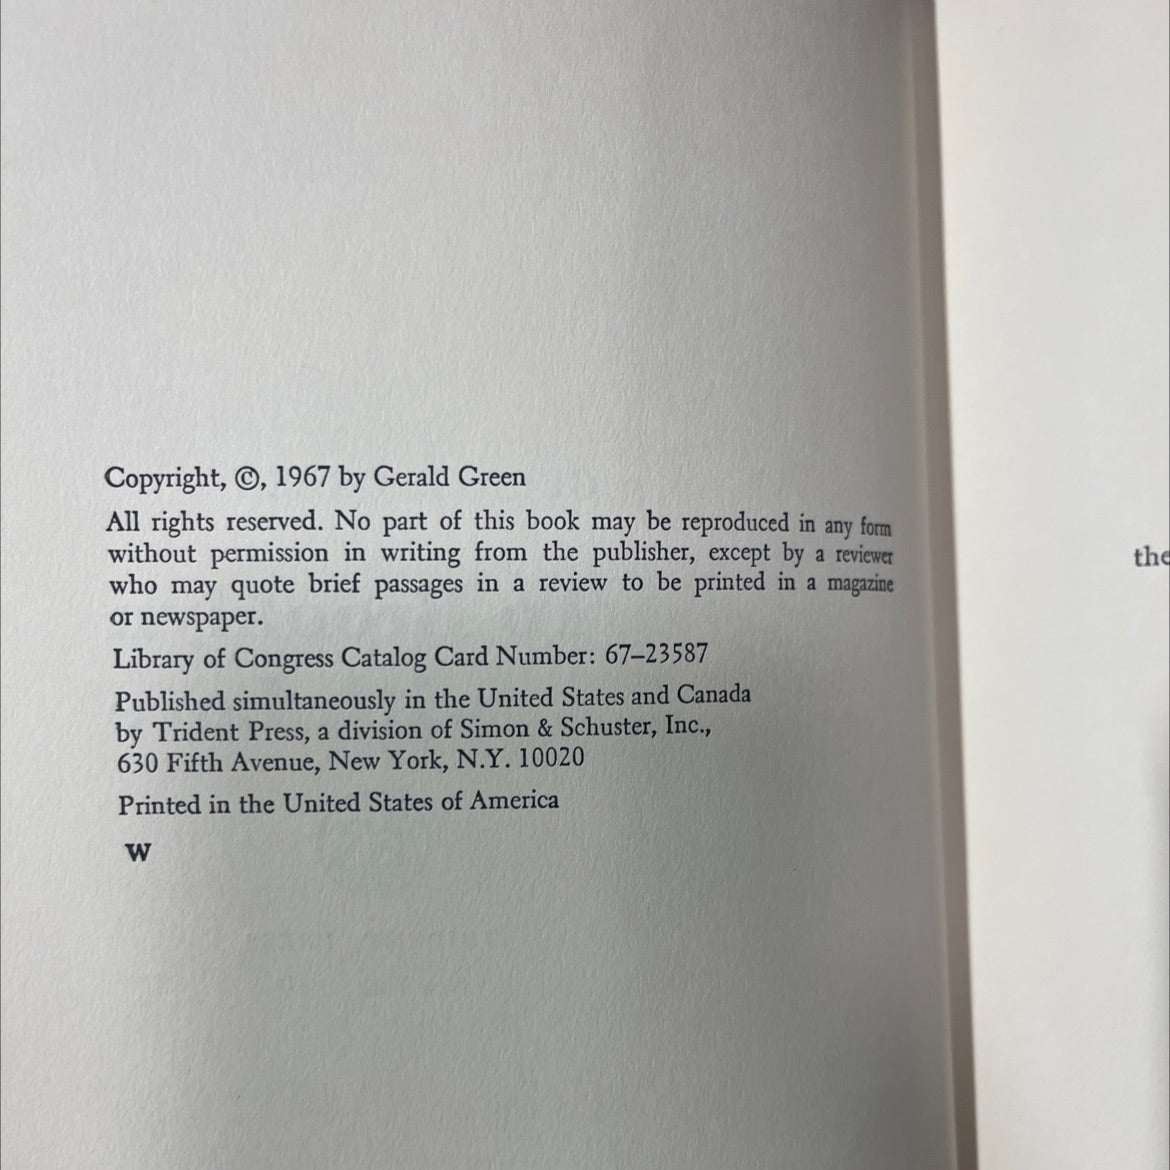 Copyright, ©, 1967 by Gerald Green
All rights reserved. No part of this book may be reproduced in any form
without permission in writing from the publisher, except by a reviewer
who may quote brief passages in a review to be printed in a magazine
or newspaper.
Library of Congress Catalog Card Number: 67–23587
Published simultaneously in the United States and Canada
by Trident Press, a division of Simon & Schuster, Inc.,
630 Fifth Avenue, New York, N.Y. 10020
Printed in the United States of America
W
the